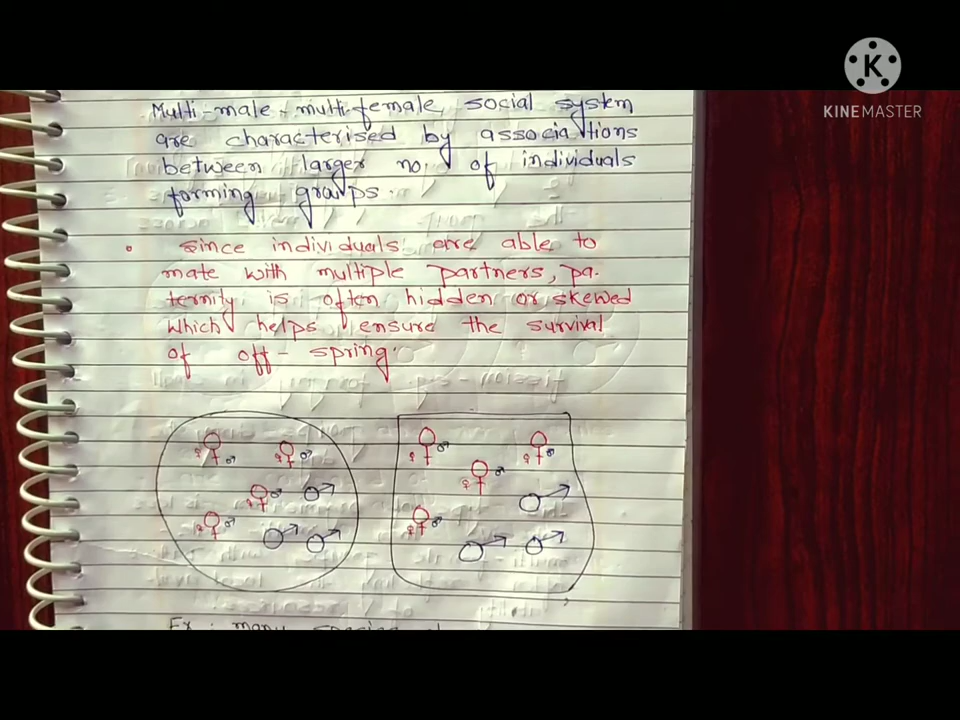 KINEMASTER
Multi-male - multi-female social system
are characterised by associations
between larger no. of individuals
forming groups.
• Since individuals are able to
mate with multiple partners, pa-
ternity is often hidden or skewed
which helps ensure the survival
of off-spring.